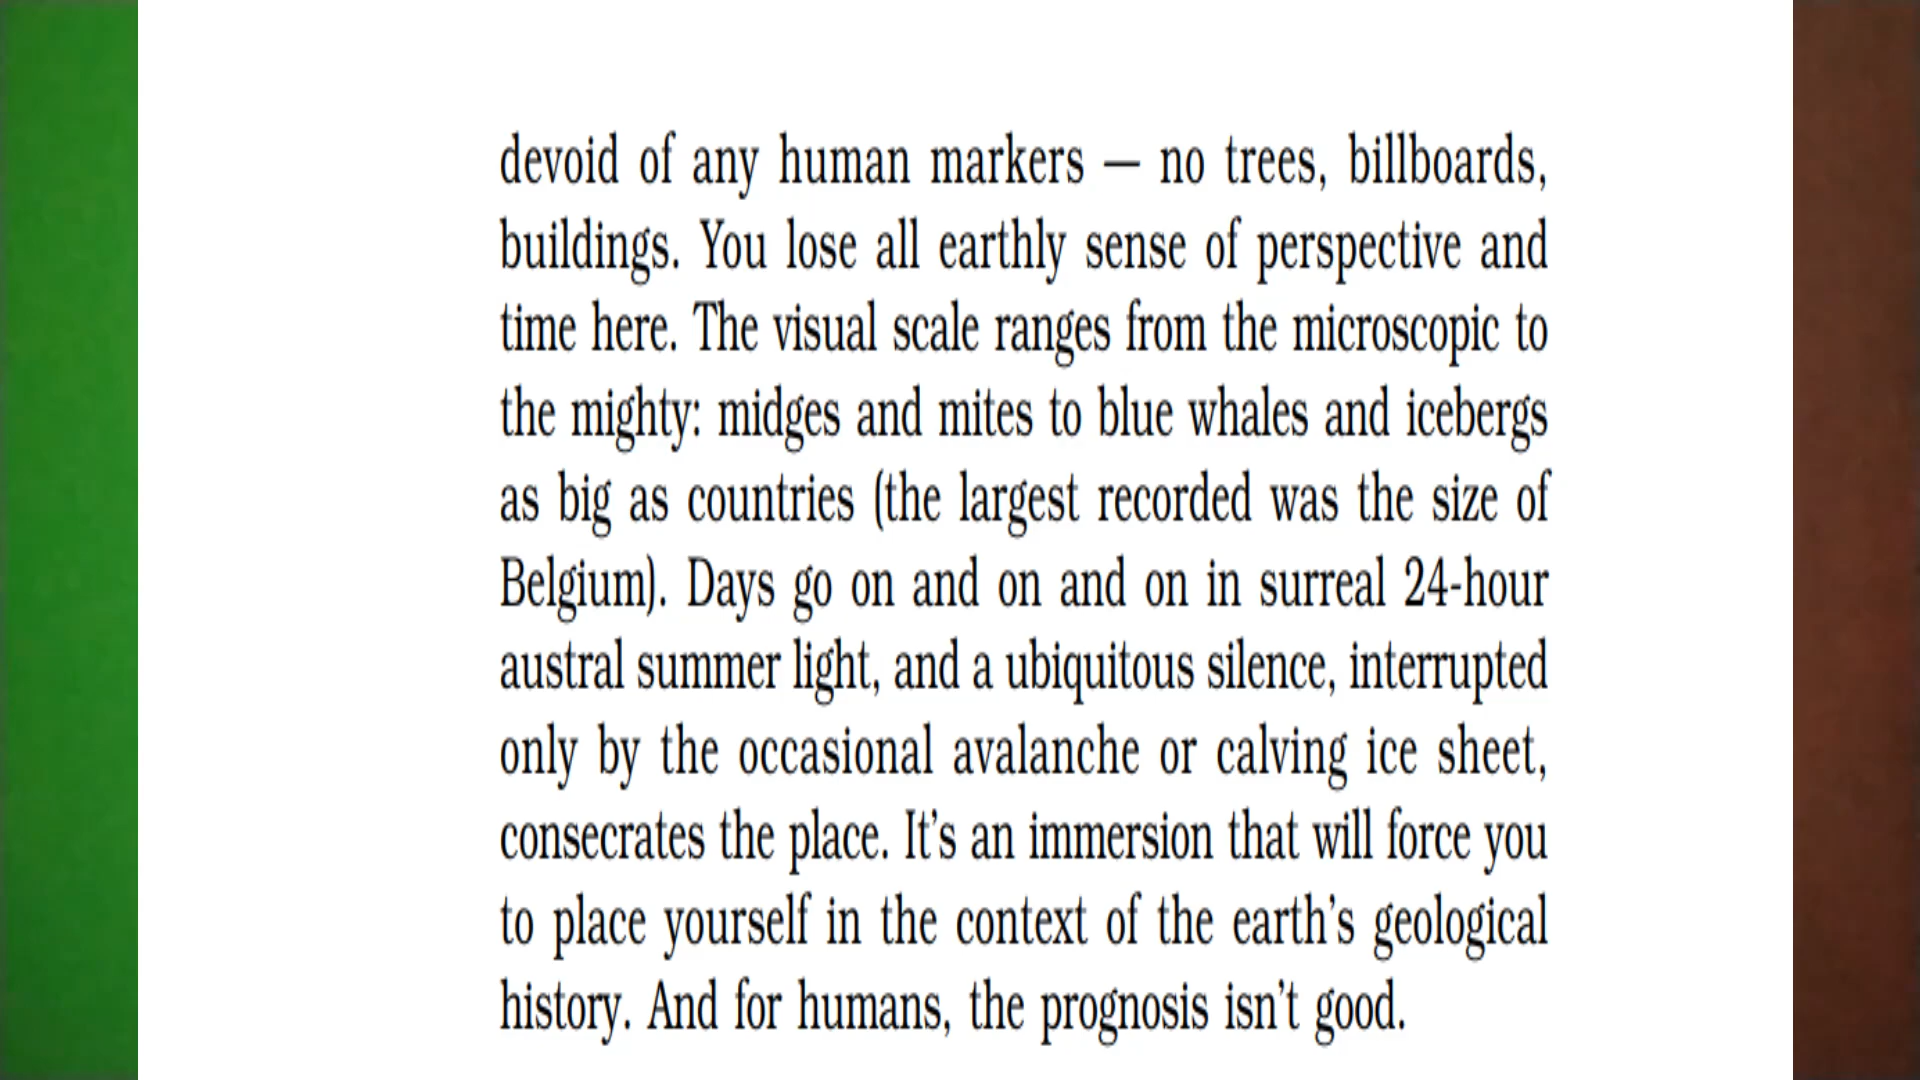 devoid of any human markers — no trees, billboards,
buildings. You lose all earthly sense of perspective and
time here. The visual scale ranges from the microscopic to
the mighty: midges and mites to blue whales and icebergs
as big as countries (the largest recorded was the size of
Belgium). Days go on and on and on in surreal 24-hour
austral summer light, and a ubiquitous silence, interrupted
only by the occasional avalanche or calving ice sheet,
consecrates the place. It’s an immersion that will force you
to place yourself in the context of the earth’s geological
history. And for humans, the prognosis isn’t good.